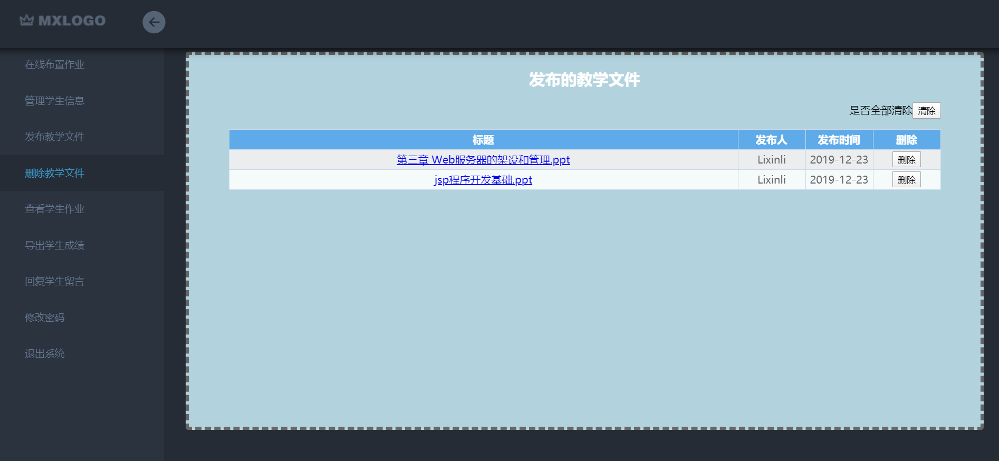 MXLOGO
在线布置作业
管理学生信息
发布教学文件
删除教学文件
查看学生作业
导出学生成绩
回复学生留言
修改密码
退出系统
发布的教学文件
是否全部清除 清除
标题 发布人 发布时间 删除
第三章 Web服务器的架设和管理.ppt Lixinli 2019-12-23 删除
jsp程序开发基础.ppt Lixinli 2019-12-23 删除